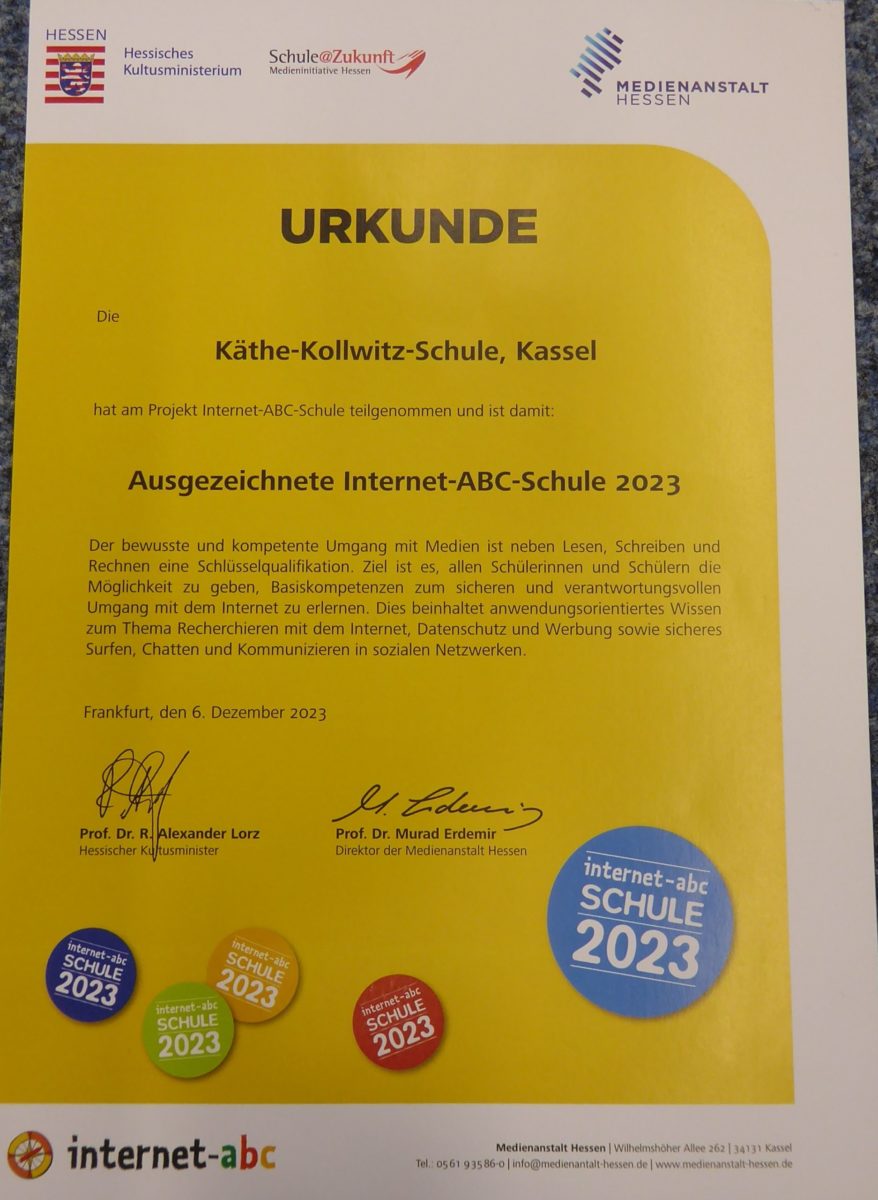 HESSEN
Hessisches
Kultusministerium
Schule@Zukunft
Medieninitiative Hessen
MEDIENANSTALT
HESSEN
URKUNDE
Die
Käthe-Kollwitz-Schule, Kassel
hat am Projekt Internet-ABC-Schule teilgenommen und ist damit:
Ausgezeichnete Internet-ABC-Schule 2023
Der bewusste und kompetente Umgang mit Medien ist neben Lesen, Schreiben und
Rechnen eine Schlüsselqualifikation. Ziel ist es, allen Schülerinnen und Schülern die
Möglichkeit zu geben, Basiskompetenzen zum sicheren und verantwortungsvollen
Umgang mit dem Internet zu erlernen. Dies beinhaltet anwendungsorientiertes Wissen
zum Thema Recherchieren mit dem Internet, Datenschutz und Werbung sowie sicheres
Surfen, Chatten und Kommunizieren in sozialen Netzwerken.
Frankfurt, den 6. Dezember 2023
M. Erdemir
Prof. Dr. R. Alexander Lorz
Hessischer Kultusminister
Prof. Dr. Murad Erdemir
Direktor der Medienanstalt Hessen
internet-abc
SCHULE
2023
internet-abc
SCHULE
2023
internet-abc
SCHULE
2023
internet-abc
SCHULE
2023
internet-abc
SCHULE
2023
internet-abc
Medienanstalt Hessen | Wilhelmshöher Allee 262 | 34131 Kassel
Tel.: 0561 93586-0 | info@medienantalt-hessen.de | www.medienanstalt-hessen.de